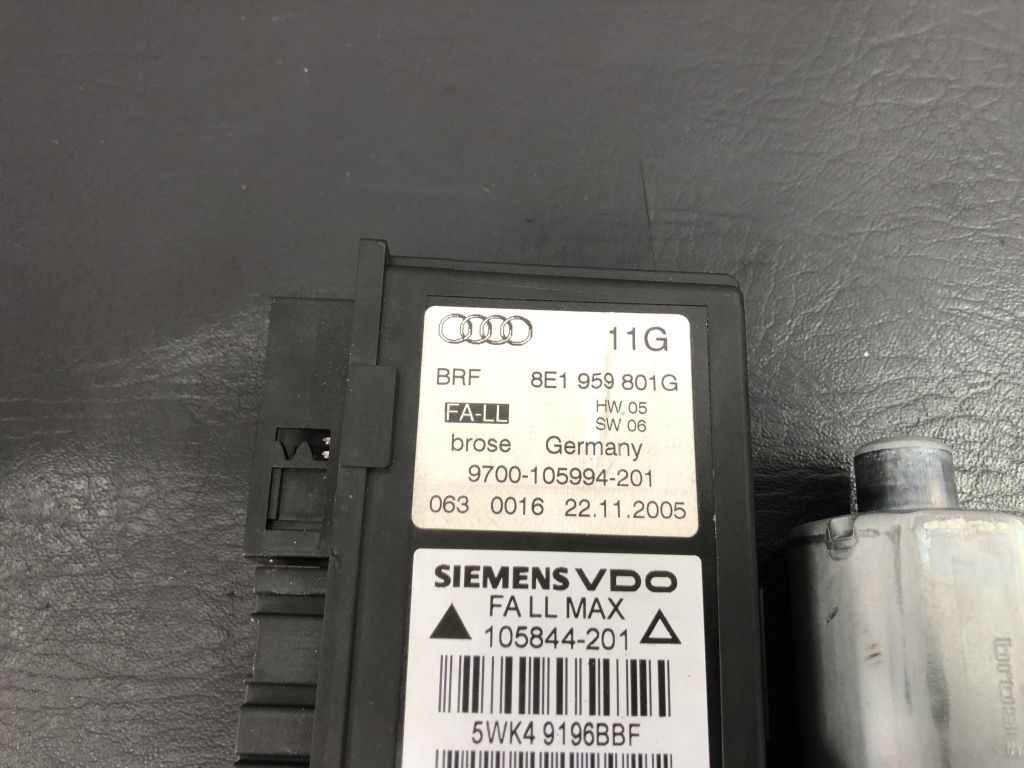 11G
BRF 8E1 959 801G
FA-LL HW 05
SW 06
brose Germany
9700-105994-201
063 0016 22.11.2005
SIEMENS VDO
FA LL MAX
105844-201
5WK4 9196BBF